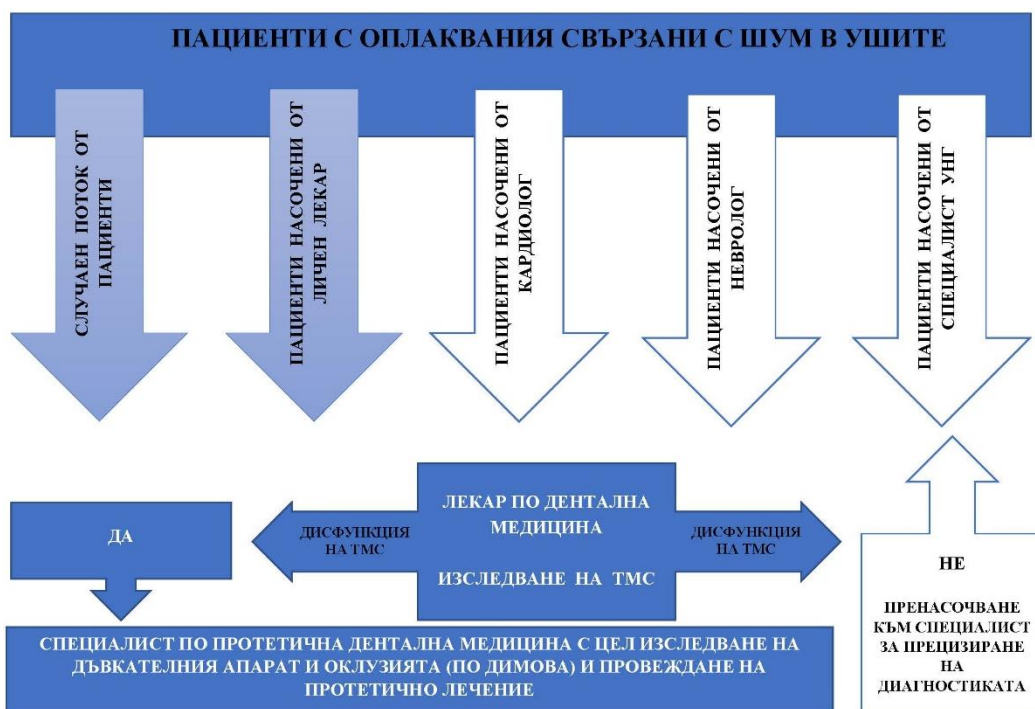 ПАЦИЕНТИ С ОПЛАКВАНИЯ СВЪРЗАНИ С ШУМ В УШИТЕ
СЛУЧАЕН ПОТОК ОТ
ПАЦИЕНТИ
ПАЦИЕНТИ НАСОЧЕНИ ОТ
ЛИЧЕН ЛЕКАР
ПАЦИЕНТИ НАСОЧЕНИ ОТ
КАРДИОЛОГ
ПАЦИЕНТИ НАСОЧЕНИ ОТ
НЕВРОЛОГ
ПАЦИЕНТИ НАСОЧЕНИ ОТ
СПЕЦИАЛИСТ УНГ
ДА
ДИСФУНКЦИЯ
НА ТМС
ЛЕКАР ПО ДЕНТАЛНА
МЕДИЦИНА
ИЗСЛЕДВАНЕ НА ТМС
ДИСФУНКЦИЯ
НА ТМС
НЕ
ПРЕНАСОЧВАНЕ
КЪМ СПЕЦИАЛИСТ
ЗА ПРЕЦИЗИРАНЕ
НА
ДИАГНОСТИКАТА
СПЕЦИАЛИСТ ПО ПРОТЕТИЧНА ДЕНТАЛНА МЕДИЦИНА С ЦЕЛ ИЗСЛЕДВАНЕ НА
ДЪВКАТЕЛНИЯ АПАРАТ И ОКЛУЗИЯТА (ПО ДИМОВА) И ПРОВЕЖДАНЕ НА
ПРОТЕТИЧНО ЛЕЧЕНИЕ